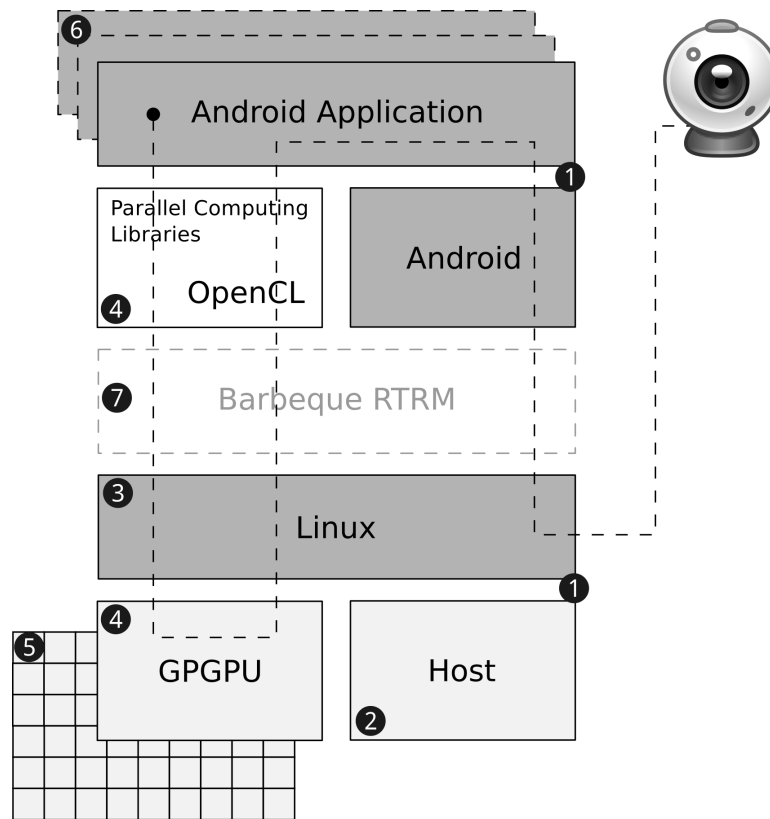 6
Android Application
1
Parallel Computing
Libraries
OpenCL
4
Android
7
Barbeque RTRM
3
Linux
1
4
GPGPU
5
Host
2